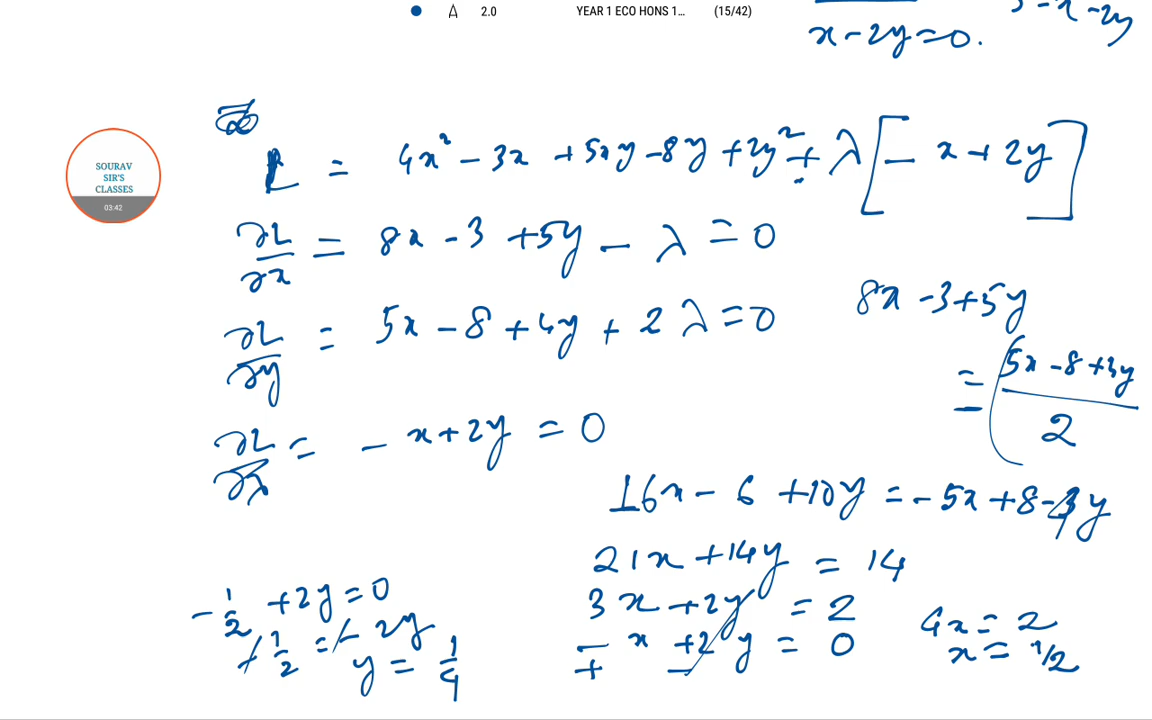 2.0 YEAR 1 ECO HONS 1... (15/42)
x - 2y = 0.
SOURAV
SIR'S
CLASSES
03:42
L = 4x² - 3x + 5xy - 8y + 2y² + λ[- x + 2y]
∂L/∂x = 8x - 3 + 5y - λ = 0
∂L/∂y = 5x - 8 + 4y + 2λ = 0
8x - 3 + 5y
= (5x - 8 + 4y / 2
∂L/∂λ = - x + 2y = 0
16x - 6 + 10y = - 5x + 8 - 4y
21x + 14y = 14
3x + 2y = 2
- x + 2y = 0
+ -
4x = 2
x = 1/2
- 1/2 + 2y = 0
+ 1/2 = + 2y
y = 1/4